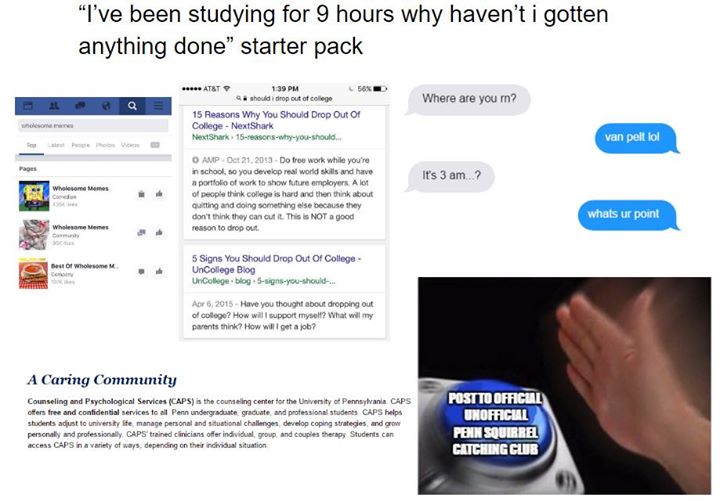 “I’ve been studying for 9 hours why haven’t i gotten
anything done” starter pack
wholesome memes
Top Latest People Photos Videos
Pages
Wholesome Memes
Comedian
Wholesome Memes
Community
Best Of Wholesome M...
Company
AT&T 1:39 PM 56%
should i drop out of college
15 Reasons Why You Should Drop Out Of
College - NextShark
NextShark › 15-reasons-why-you-should...
AMP - Oct 21, 2013 - Do free work while you're
in school, so you develop real world skills and have
a portfolio of work to show future employers. A lot
of people think college is hard and then think about
quitting and doing something else because they
don't think they can cut it. This is NOT a good
reason to drop out.
5 Signs You Should Drop Out Of College -
UnCollege Blog
UnCollege › blog › 5-signs-you-should-...
Apr 6, 2015 - Have you thought about dropping out
of college? How will I support myself? What will my
parents think? How will I get a job?
Where are you rn?
van pelt lol
It's 3 am...?
whats ur point
A Caring Community
Counseling and Psychological Services (CAPS) is the counseling center for the University of Pennsylvania. CAPS
offers free and confidential services to all Penn undergraduate, graduate, and professional students. CAPS helps
students adjust to university life, manage personal and situational challenges, develop coping strategies, and grow
personally and professionally. CAPS' trained clinicians offer individual, group, and couples therapy. Students can
access CAPS in a variety of ways, depending on their individual situation.
POST TO OFFICIAL
UNOFFICIAL
PENN SQUIRREL
CATCHING CLUB